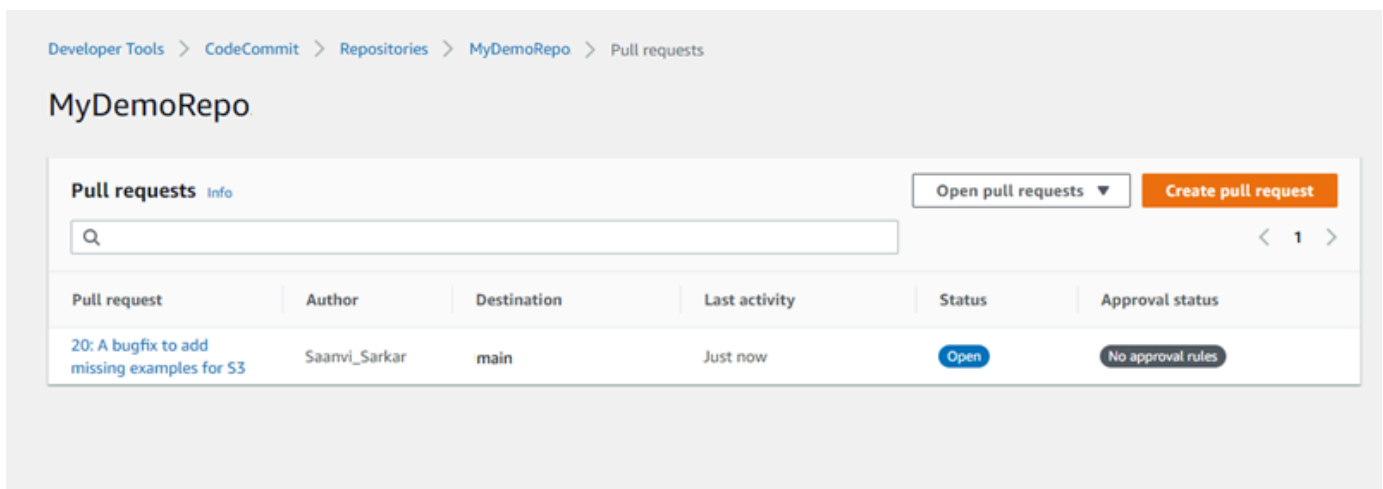 Developer Tools > CodeCommit > Repositories > MyDemoRepo > Pull requests
MyDemoRepo
Pull requests Info
Open pull requests ▼
Create pull request
< 1 >
Pull request Author Destination Last activity Status Approval status
20: A bugfix to add
missing examples for S3
Saanvi_Sarkar main Just now Open No approval rules